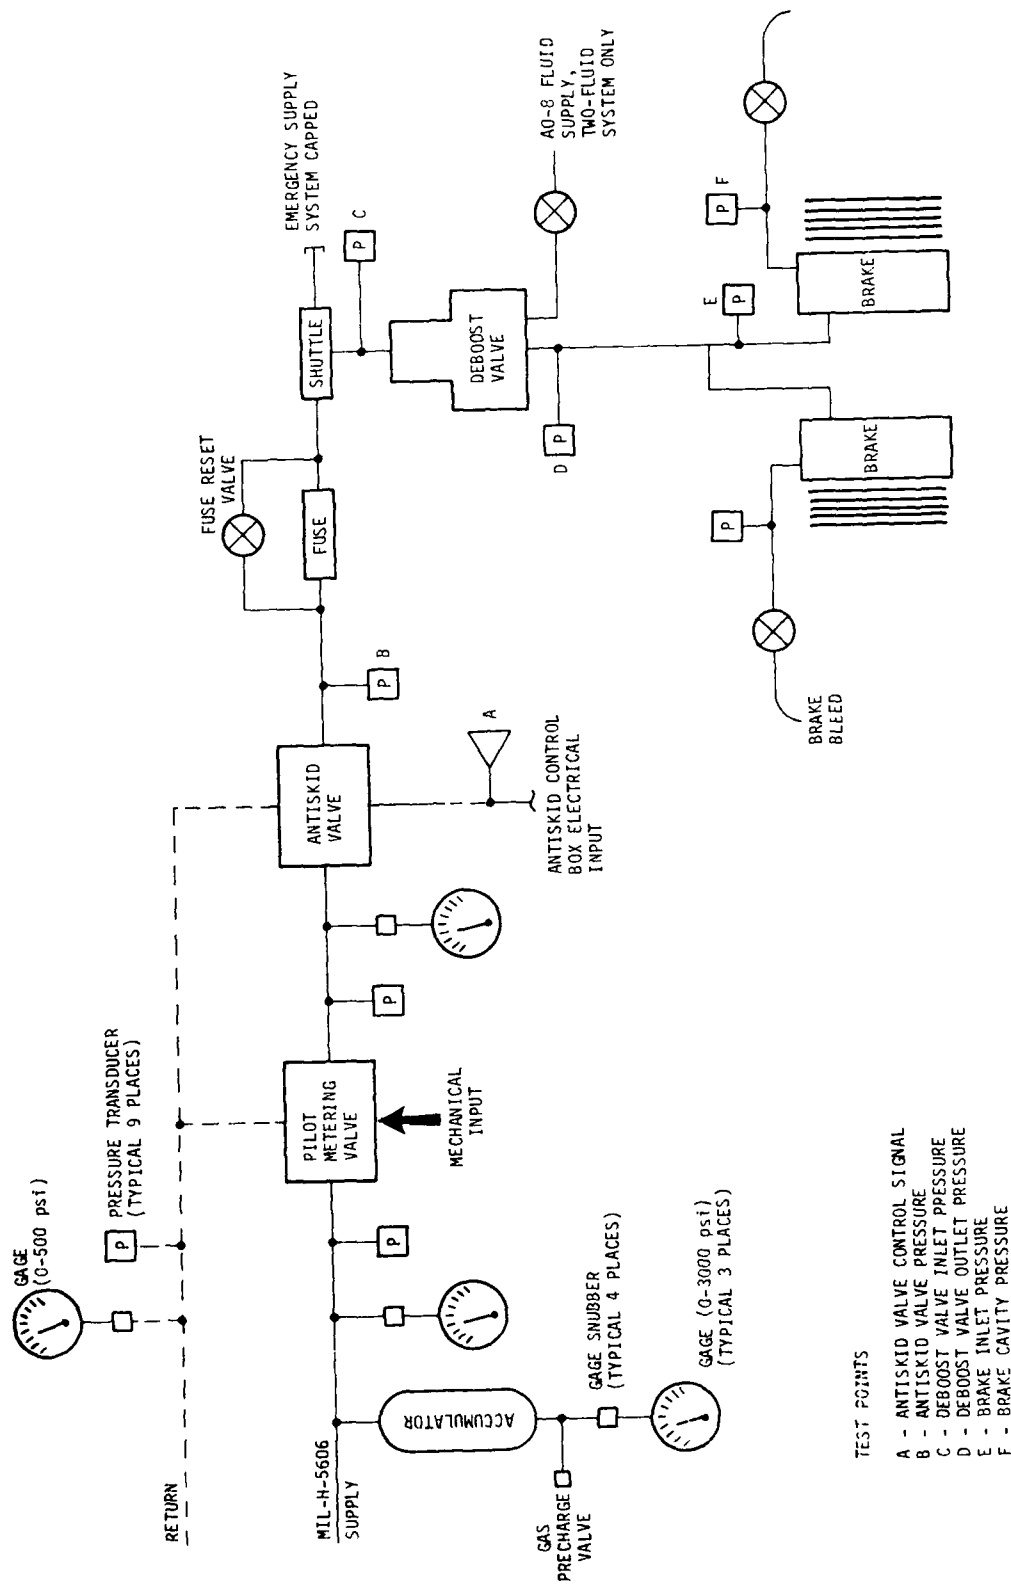 GAGE
(0-500 psi)
PRESSURE TRANSDUCER
(TYPICAL 9 PLACES)
P
RETURN
MIL-H-5606
SUPPLY
ACCUMULATOR
GAS
PRECHARGE
VALVE
GAGE SNUBBER
(TYPICAL 4 PLACES)
GAGE (0-3000 psi)
(TYPICAL 3 PLACES)
P
PILOT
METERING
VALVE
MECHANICAL
INPUT
P
ANTISKID
VALVE
A
ANTISKID CONTROL
BOX ELECTRICAL
INPUT
P
B
FUSE RESET
VALVE
FUSE
SHUTTLE
EMERGENCY SUPPLY
SYSTEM CAPPED
P
C
DEBOOST
VALVE
AO-8 FLUID
SUPPLY,
TWO-FLUID
SYSTEM ONLY
D
P
E
P
P
F
P
BRAKE
BRAKE
BRAKE
BLEED
TEST POINTS
A - ANTISKID VALVE CONTROL SIGNAL
B - ANTISKID VALVE PRESSURE
C - DEBOOST VALVE INLET PRESSURE
D - DEBOOST VALVE OUTLET PRESSURE
E - BRAKE INLET PRESSURE
F - BRAKE CAVITY PRESSURE